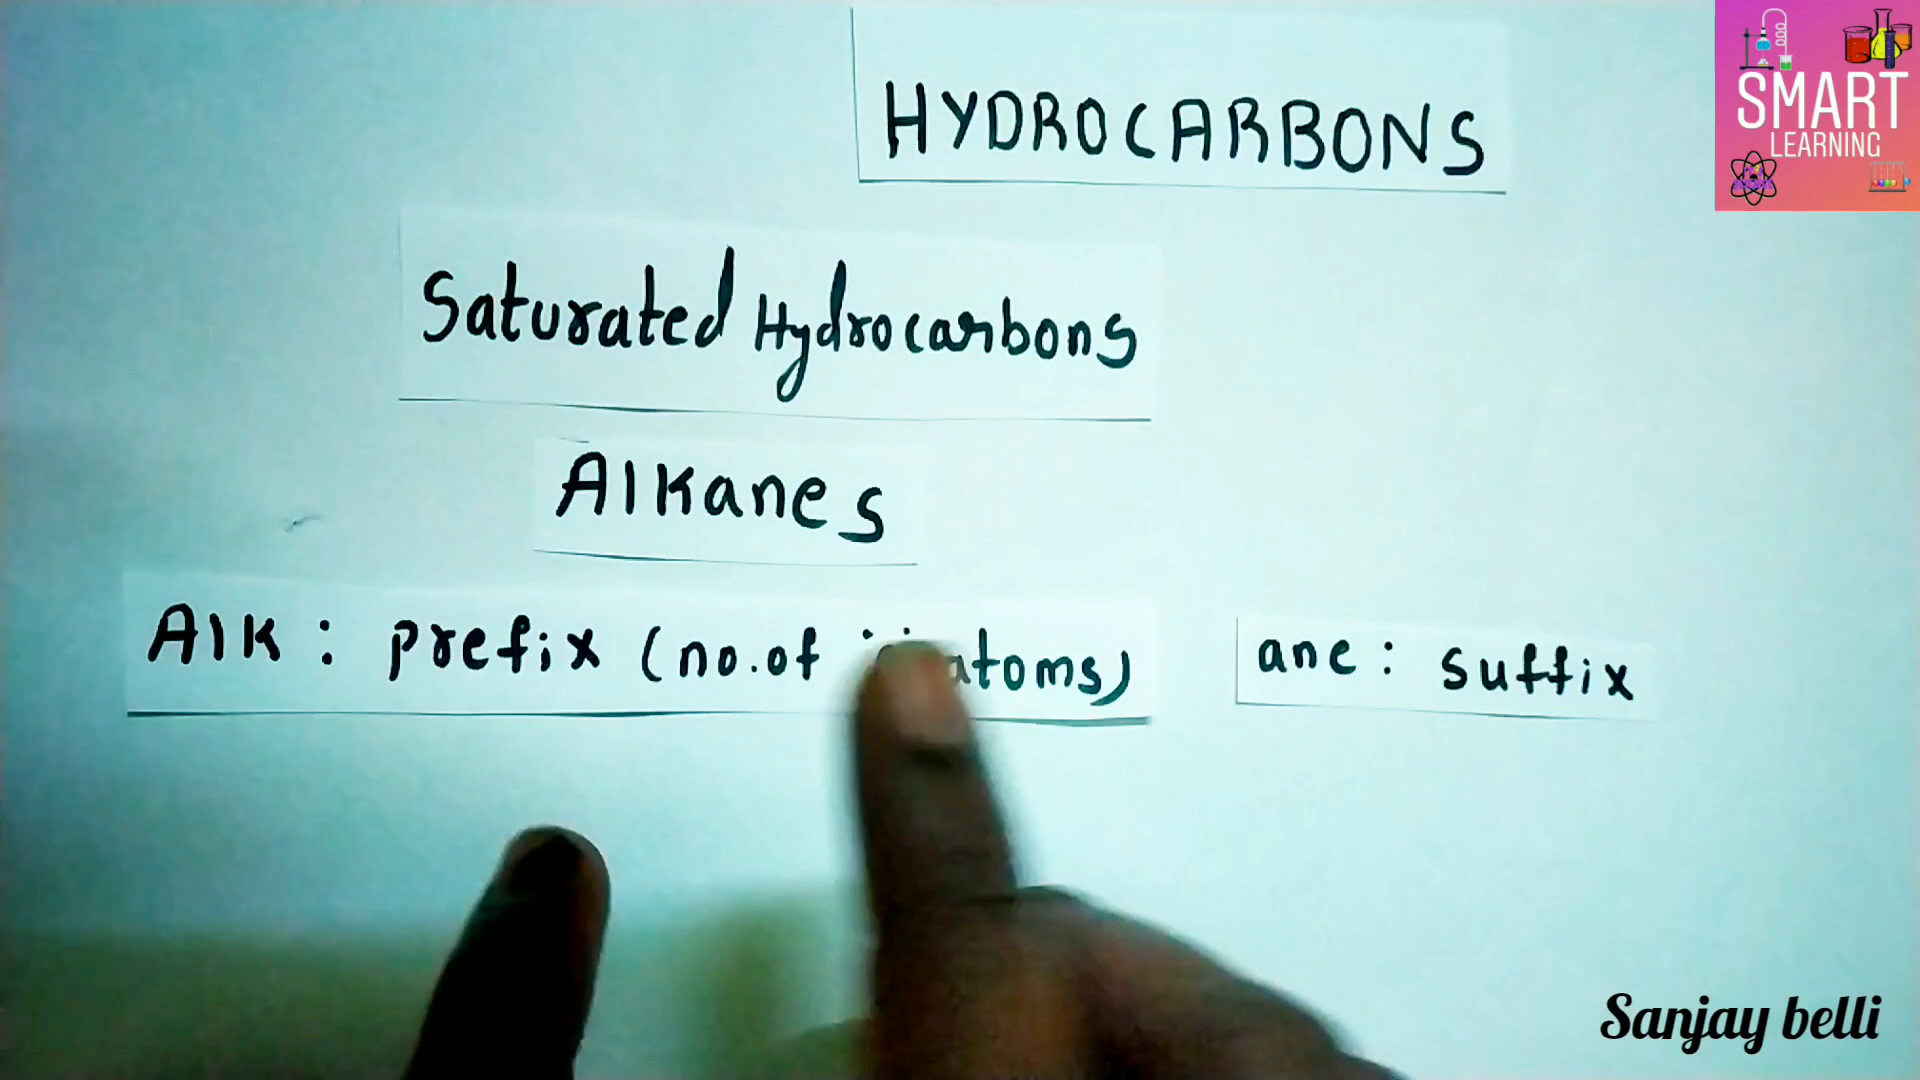 HYDROCARBONS
SMART
LEARNING
Saturated Hydrocarbons
Alkanes
Alk : prefix (no.of atoms)
ane : suffix
Sanjay belli